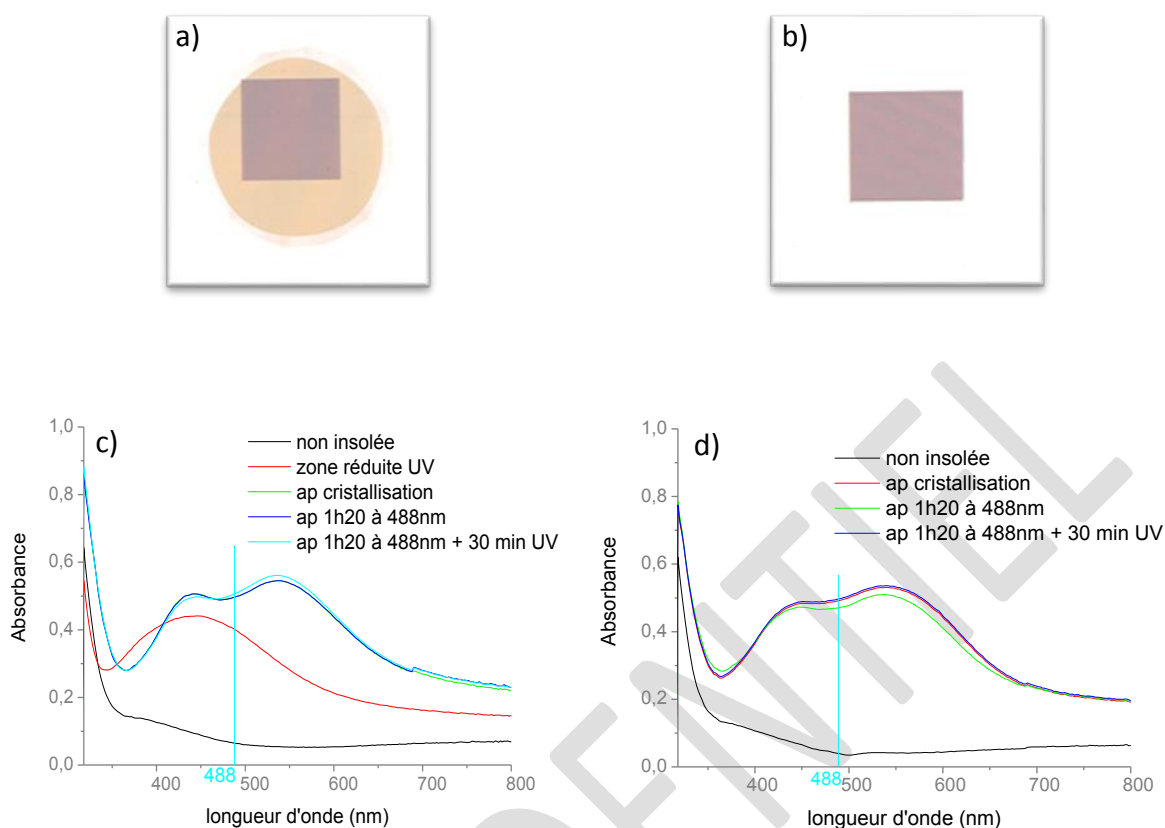 a)
b)
c)
non insolée
zone réduite UV
ap cristallisation
ap 1h20 à 488nm
ap 1h20 à 488nm + 30 min UV
1,0
0,8
0,6
0,4
0,2
0,0
Absorbance
488
400
500
600
700
800
longueur d'onde (nm)
d)
non insolée
ap cristallisation
ap 1h20 à 488nm
ap 1h20 à 488nm + 30 min UV
1,0
0,8
0,6
0,4
0,2
0,0
Absorbance
488
400
500
600
700
800
longueur d'onde (nm)
DENTIEL